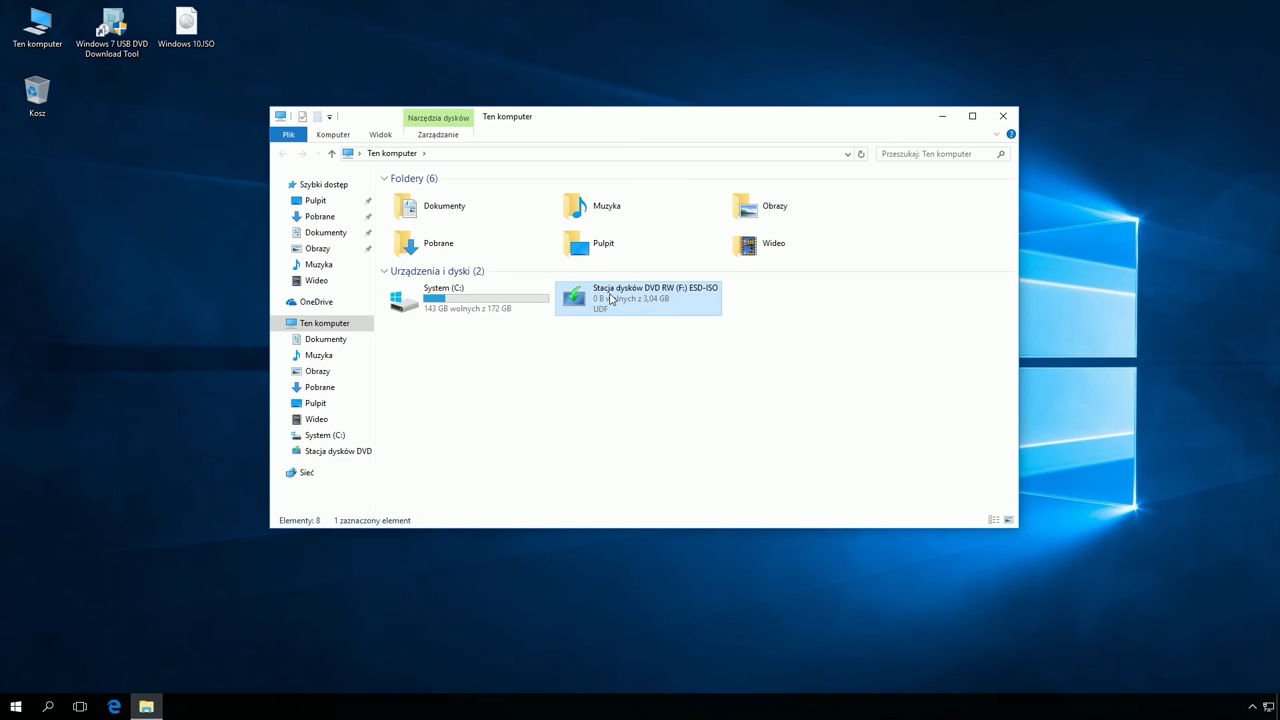 Ten komputer
Windows 7 USB DVD
Download Tool
Windows 10.ISO
Kosz
Narzędzia dysków
Ten komputer
Plik
Komputer
Widok
Zarządzanie
Ten komputer
Przeszukaj: Ten komputer
Szybki dostęp
Pulpit
Pobrane
Dokumenty
Obrazy
Muzyka
Wideo
OneDrive
Ten komputer
Dokumenty
Muzyka
Obrazy
Pobrane
Pulpit
Wideo
System (C:)
Stacja dysków DVD
Sieć
Foldery (6)
Dokumenty
Muzyka
Obrazy
Pobrane
Pulpit
Wideo
Urządzenia i dyski (2)
System (C:)
143 GB wolnych z 172 GB
Stacja dysków DVD RW (F:) ESD-ISO
0 B wolnych z 3,04 GB
UDF
Elementy: 8
1 zaznaczony element